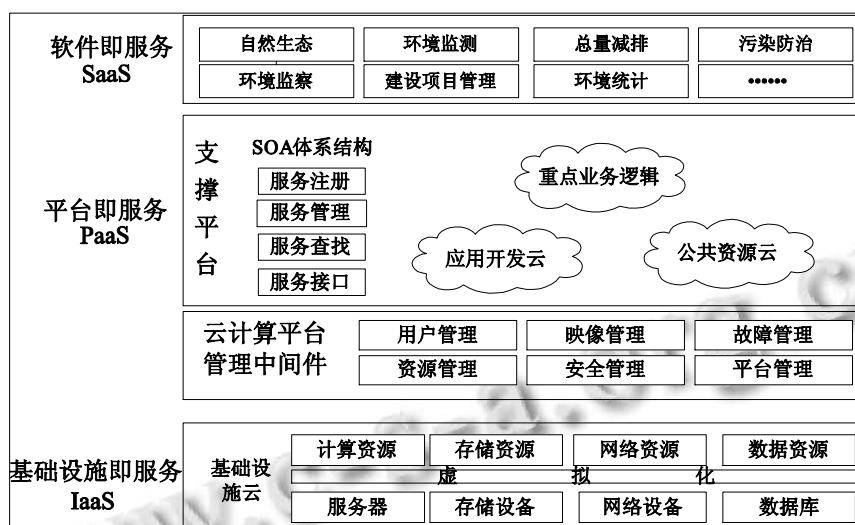 软件即服务
SaaS
自然生态 环境监测 总量减排 污染防治
环境监察 建设项目管理 环境统计 ••••••
平台即服务
PaaS
支撑平台
SOA体系结构
服务注册
服务管理
服务查找
服务接口
重点业务逻辑
应用开发云
公共资源云
云计算平台
管理中间件
用户管理 映像管理 故障管理
资源管理 安全管理 平台管理
基础设施即服务
IaaS
基础设
施云
计算资源 存储资源 网络资源 数据资源
虚 拟 化
服务器 存储设备 网络设备 数据库